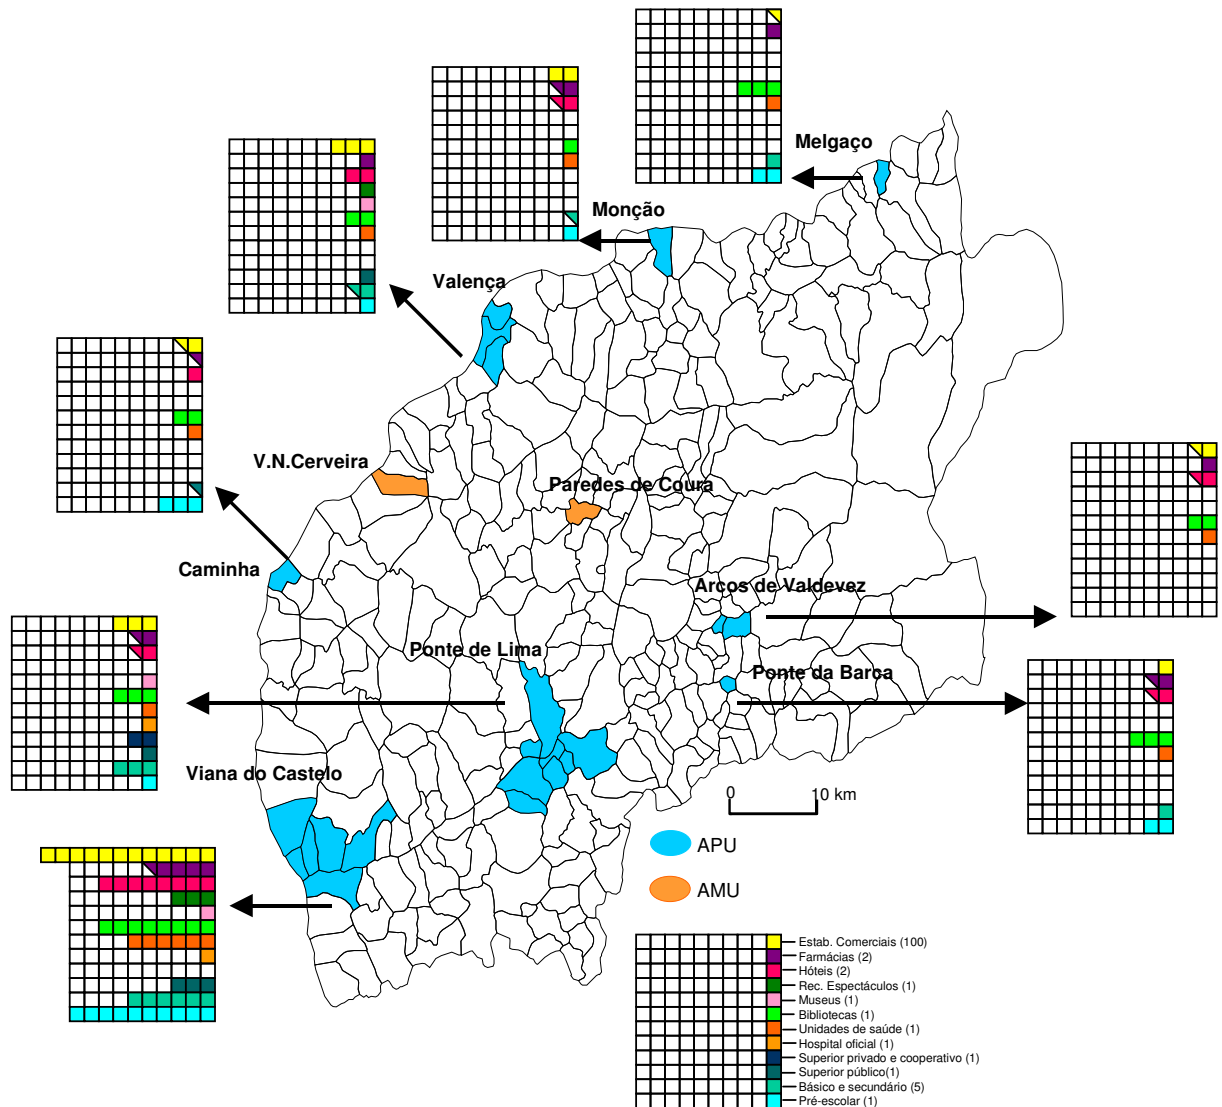 Melgaço
Monção
Valença
V.N.Cerveira
Paredes de Coura
Caminha
Arcos de Valdevez
Ponte de Lima
Ponte da Barca
Viana do Castelo
0 10 km
APU
AMU
Estab. Comerciais (100)
Farmácias (2)
Hóteis (2)
Rec. Espectáculos (1)
Museus (1)
Bibliotecas (1)
Unidades de saúde (1)
Hospital oficial (1)
Superior privado e cooperativo (1)
Superior público(1)
Básico e secundário (5)
Pré-escolar (1)